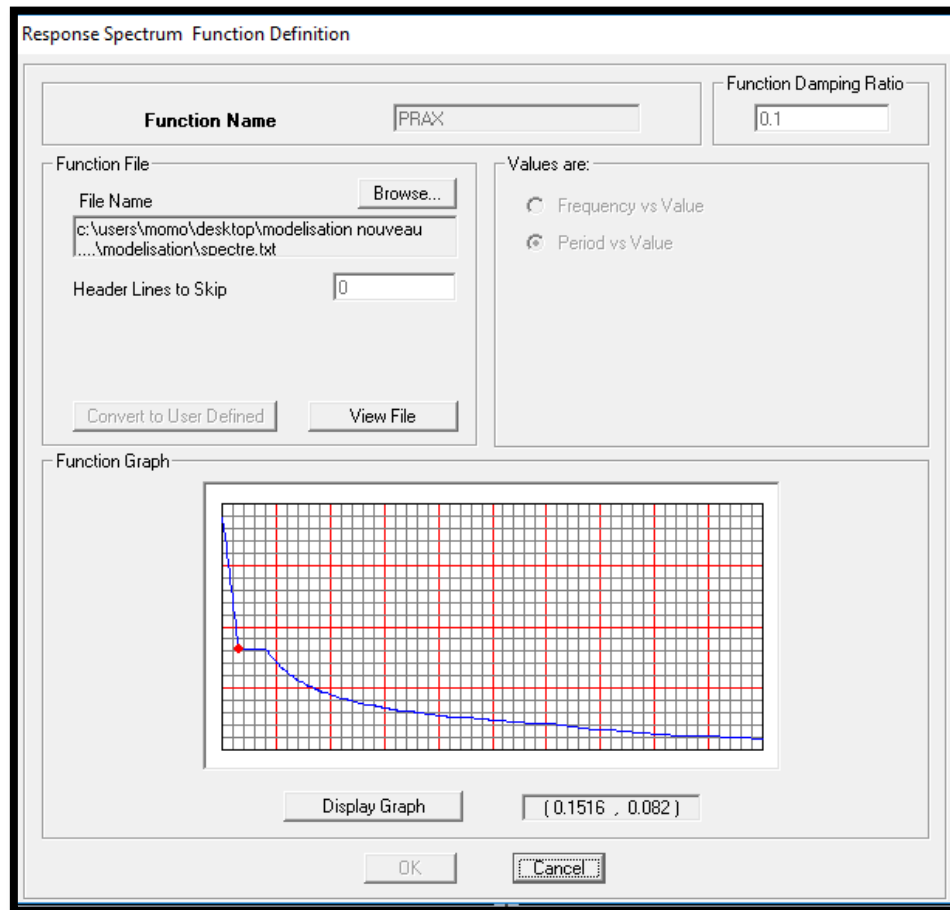 Response Spectrum Function Definition
Function Damping Ratio
Function Name
PRAX
0.1
Function File
Values are:
File Name
Browse...
c:\users\momo\desktop\modelisation nouveau
....\modelisation\spectre.txt
Frequency vs Value
Period vs Value
Header Lines to Skip
0
Convert to User Defined
View File
Function Graph
Display Graph
( 0.1516 , 0.082 )
OK
Cancel